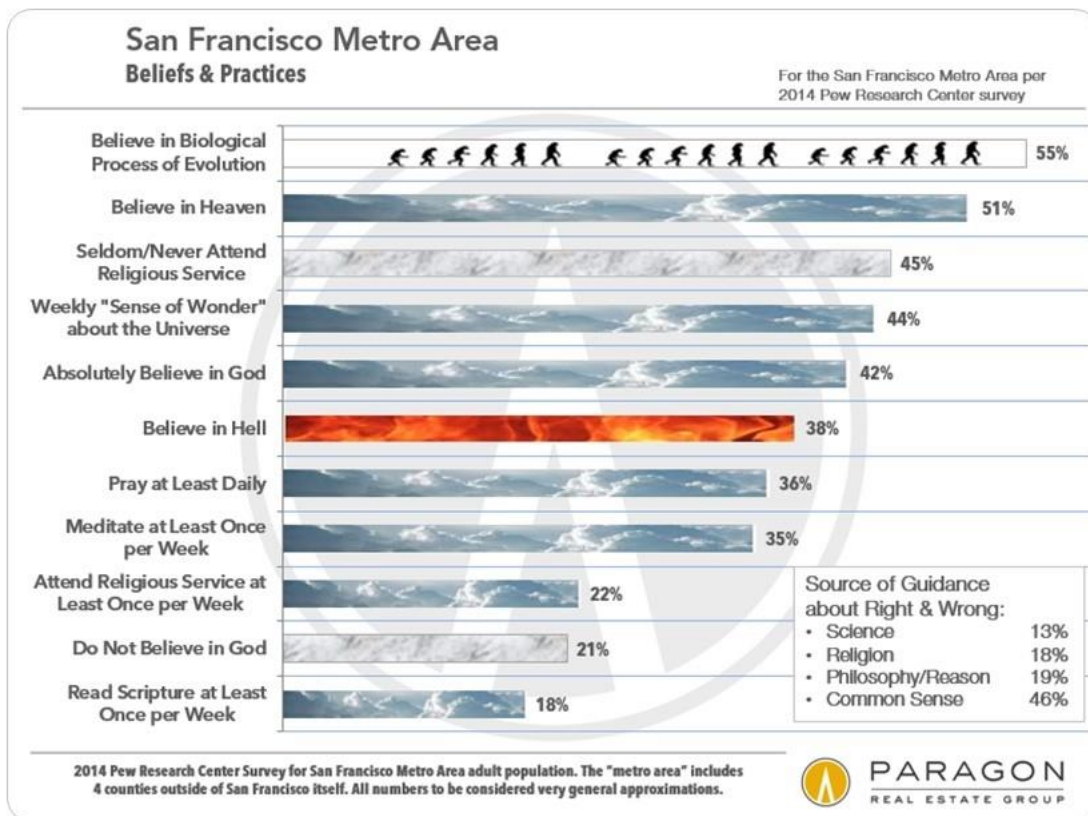 San Francisco Metro Area
Beliefs & Practices
For the San Francisco Metro Area per
2014 Pew Research Center survey
Believe in Biological
Process of Evolution
55%
Believe in Heaven
51%
Seldom/Never Attend
Religious Service
45%
Weekly "Sense of Wonder"
about the Universe
44%
Absolutely Believe in God
42%
Believe in Hell
38%
Pray at Least Daily
36%
Meditate at Least Once
per Week
35%
Attend Religious Service at
Least Once per Week
22%
Do Not Believe in God
21%
Read Scripture at Least
Once per Week
18%
Source of Guidance
about Right & Wrong:
• Science 13%
• Religion 18%
• Philosophy/Reason 19%
• Common Sense 46%
2014 Pew Research Center Survey for San Francisco Metro Area adult population. The "metro area" includes
4 counties outside of San Francisco itself. All numbers to be considered very general approximations.
PARAGON
REAL ESTATE GROUP